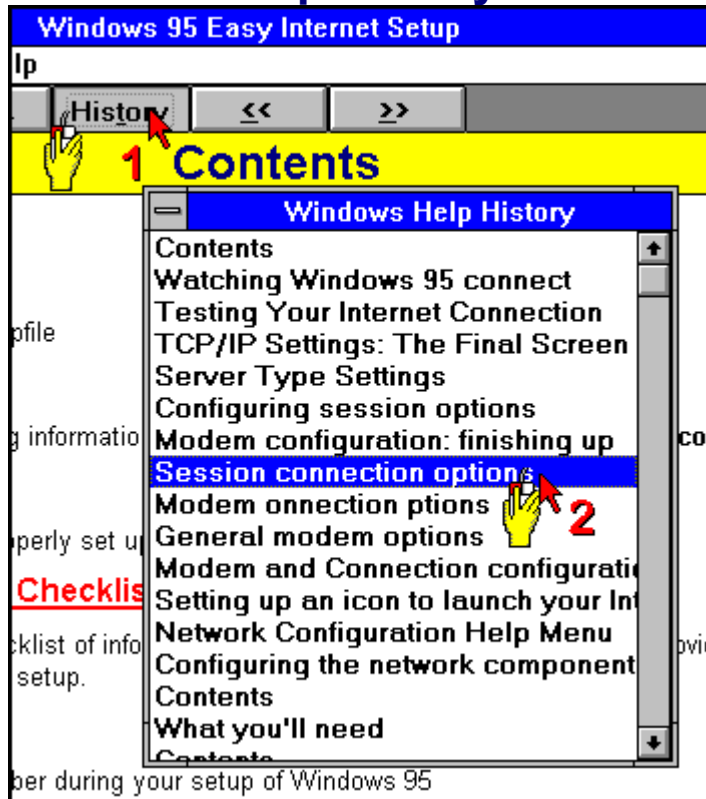 Windows 95 Easy Internet Setup
lp
History << >>
1 Contents
Windows Help History
Contents
Watching Windows 95 connect
Testing Your Internet Connection
pfile
TCP/IP Settings: The Final Screen
Server Type Settings
Configuring session options
g informatio
Modem configuration: finishing up
co
Session connection options
Modem onnection ptions
2
perly set up
General modem options
Modem and Connection configuratio
Checklis
Setting up an icon to launch your Int
cklist of info
Network Configuration Help Menu
ovi
Configuring the network component
setup.
Contents
What you'll need
Contents
ber during your setup of Windows 95